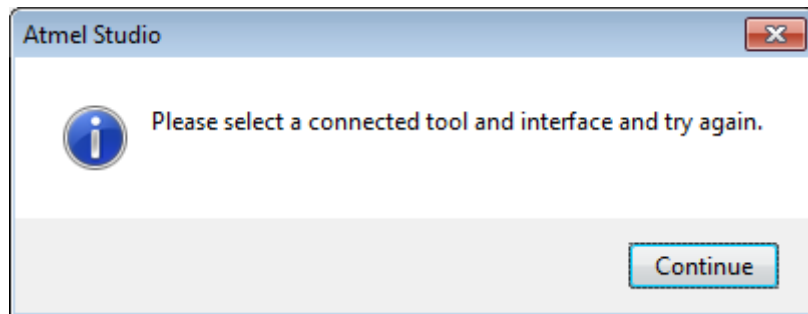 Atmel Studio
Please select a connected tool and interface and try again.
Continue